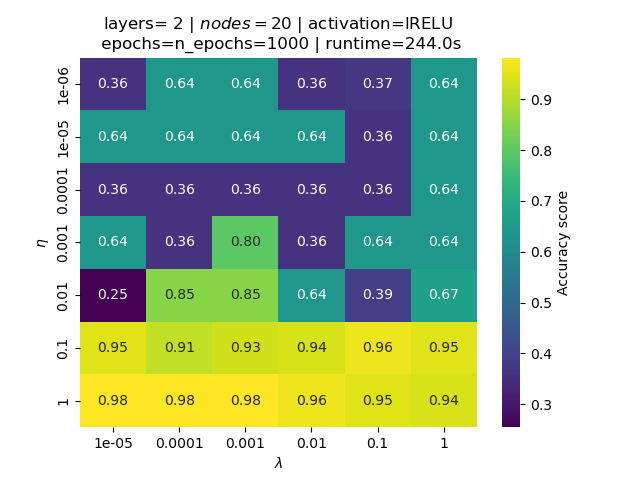 layers= 2 | nodes = 20 | activation=lRELU
epochs=n_epochs=1000 | runtime=244.0s
1e-06 0.36 0.64 0.64 0.36 0.37 0.64
1e-05 0.64 0.64 0.64 0.64 0.36 0.64
0.0001 0.36 0.36 0.36 0.36 0.36 0.64
0.001 0.64 0.36 0.80 0.36 0.64 0.64
0.01 0.25 0.85 0.85 0.64 0.39 0.67
0.1 0.95 0.91 0.93 0.94 0.96 0.95
1 0.98 0.98 0.98 0.96 0.95 0.94
η
1e-05 0.0001 0.001 0.01 0.1 1
λ
0.9
0.8
0.7
0.6
0.5
0.4
0.3
Accuracy score